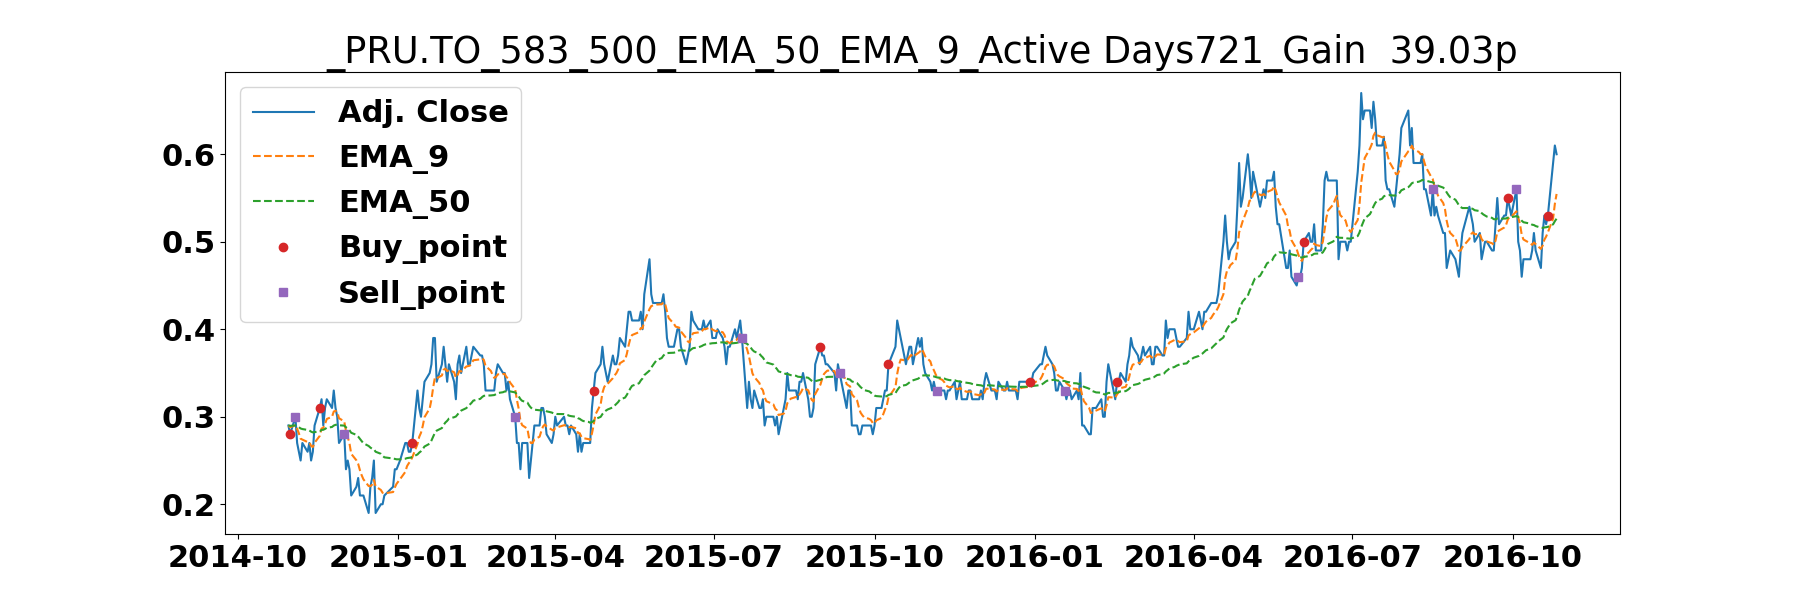 _PRU.TO_583_500_EMA_50_EMA_9_Active Days721_Gain  39.03p
Adj. Close
EMA_9
EMA_50
Buy_point
Sell_point
0.6
0.5
0.4
0.3
0.2
2014-10 2015-01 2015-04 2015-07 2015-10 2016-01 2016-04 2016-07 2016-10